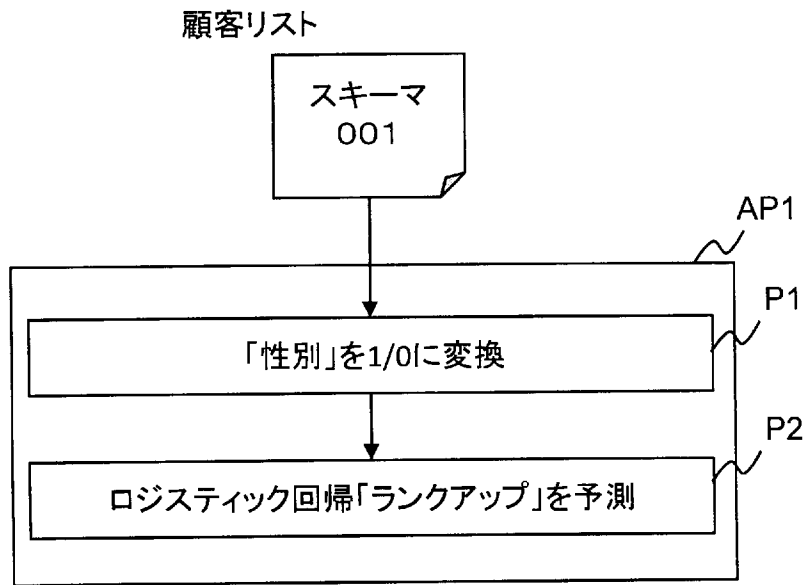 顧客リスト
スキーマ
001
AP1
P1
「性別」を1/0に変換
P2
ロジスティック回帰「ランクアップ」を予測